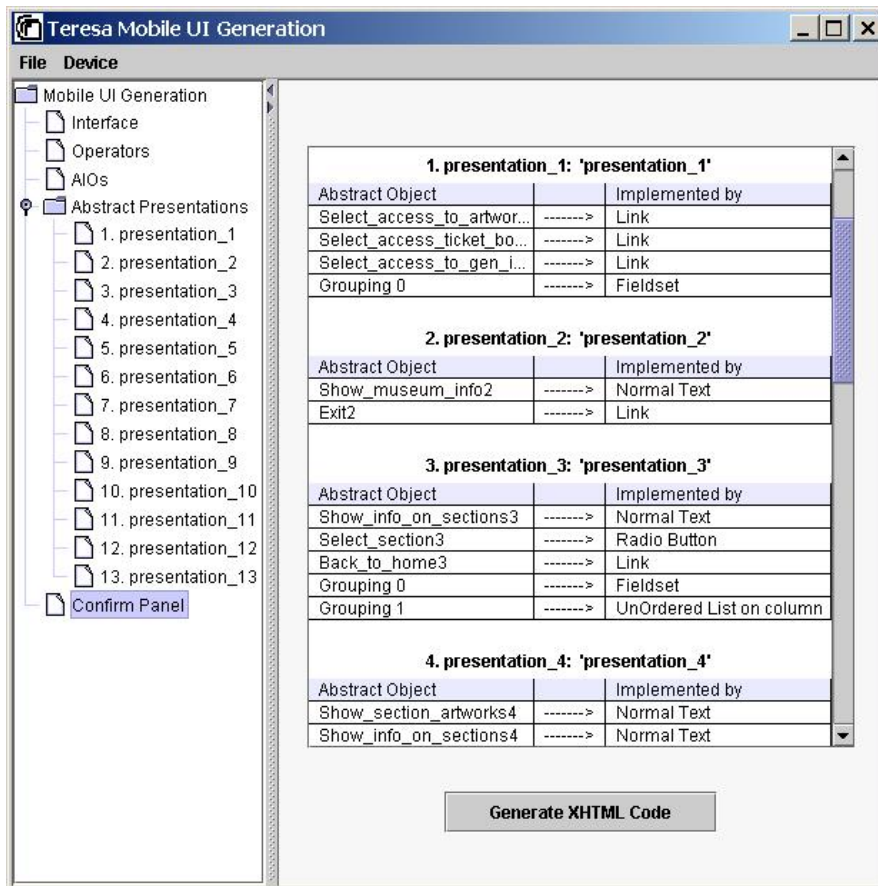 Teresa Mobile UI Generation
File Device
Mobile UI Generation
Interface
Operators
AIOs
Abstract Presentations
1. presentation_1
2. presentation_2
3. presentation_3
4. presentation_4
5. presentation_5
6. presentation_6
7. presentation_7
8. presentation_8
9. presentation_9
10. presentation_10
11. presentation_11
12. presentation_12
13. presentation_13
Confirm Panel
1. presentation_1: 'presentation_1'
Abstract Object Implemented by
Select_access_to_artwor... -------> Link
Select_access_ticket_bo... -------> Link
Select_access_to_gen_i... -------> Link
Grouping 0 -------> Fieldset
2. presentation_2: 'presentation_2'
Abstract Object Implemented by
Show_museum_info2 -------> Normal Text
Exit2 -------> Link
3. presentation_3: 'presentation_3'
Abstract Object Implemented by
Show_info_on_sections3 -------> Normal Text
Select_section3 -------> Radio Button
Back_to_home3 -------> Link
Grouping 0 -------> Fieldset
Grouping 1 -------> UnOrdered List on column
4. presentation_4: 'presentation_4'
Abstract Object Implemented by
Show_section_artworks4 -------> Normal Text
Show_info_on_sections4 -------> Normal Text
Generate XHTML Code